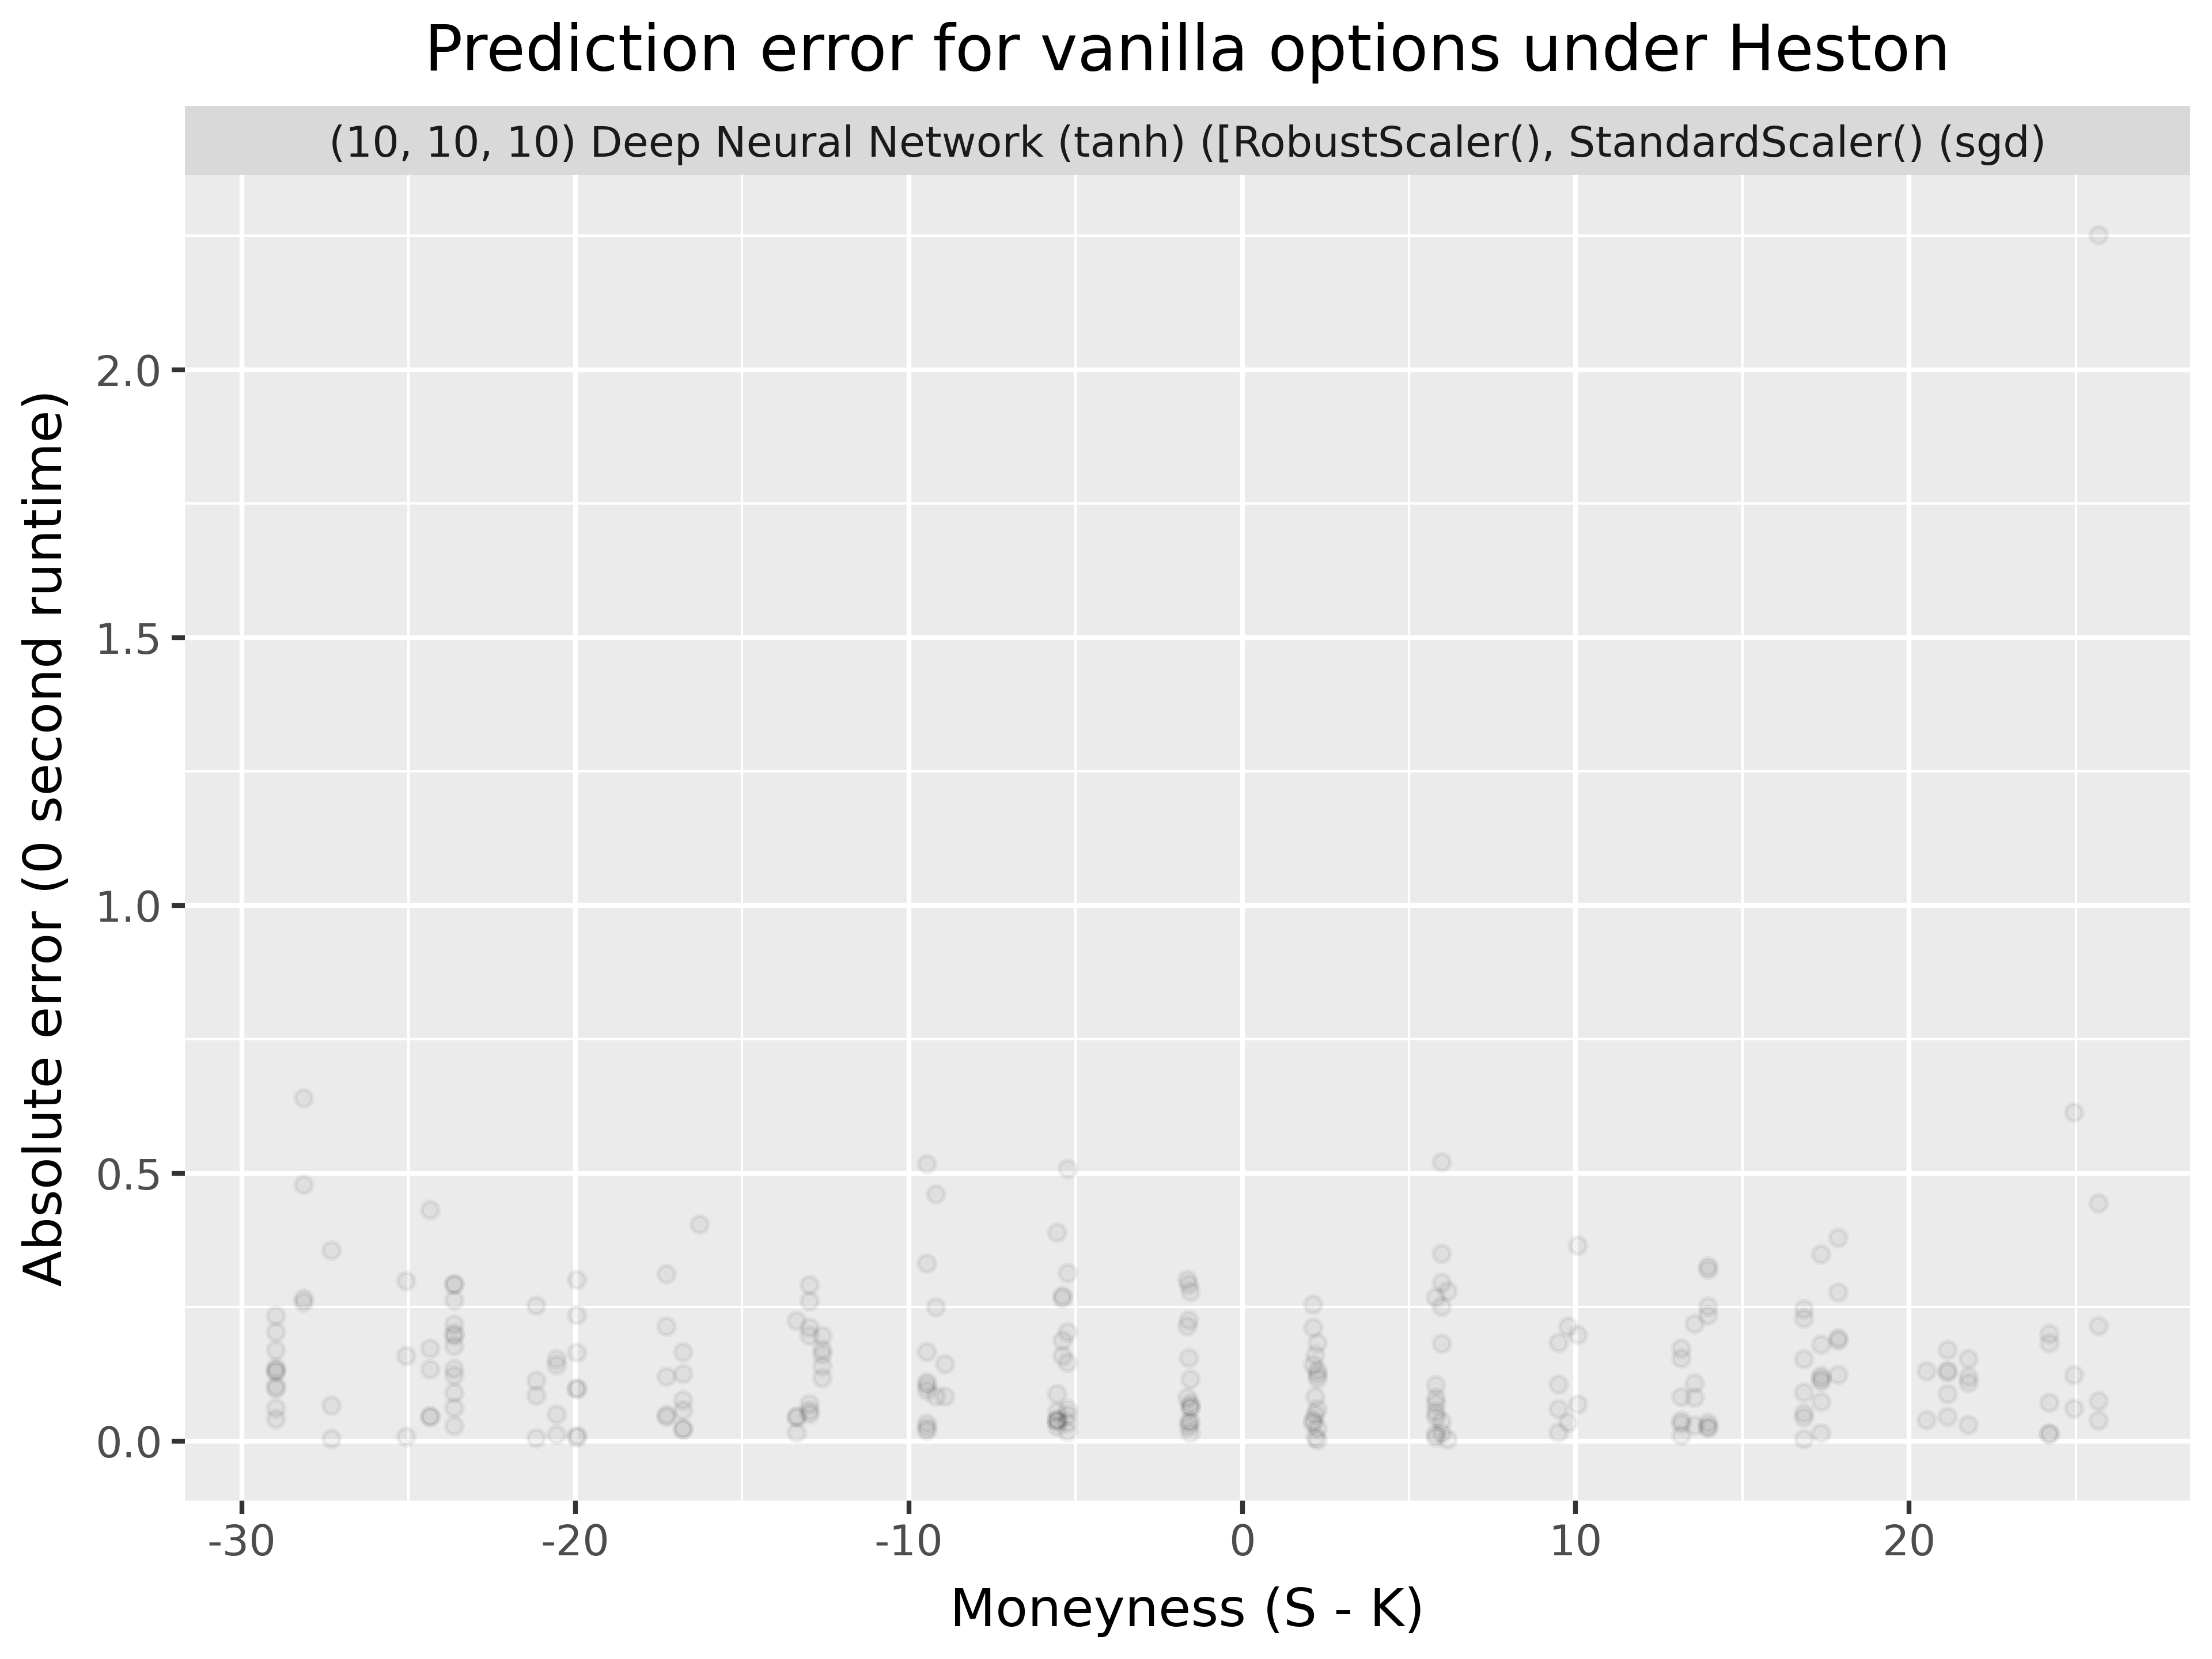 Prediction error for vanilla options under Heston
(10, 10, 10) Deep Neural Network (tanh) ([RobustScaler(), StandardScaler() (sgd)
Absolute error (0 second runtime)
2.0
1.5
1.0
0.5
0.0
-30 -20 -10 0 10 20
Moneyness (S - K)